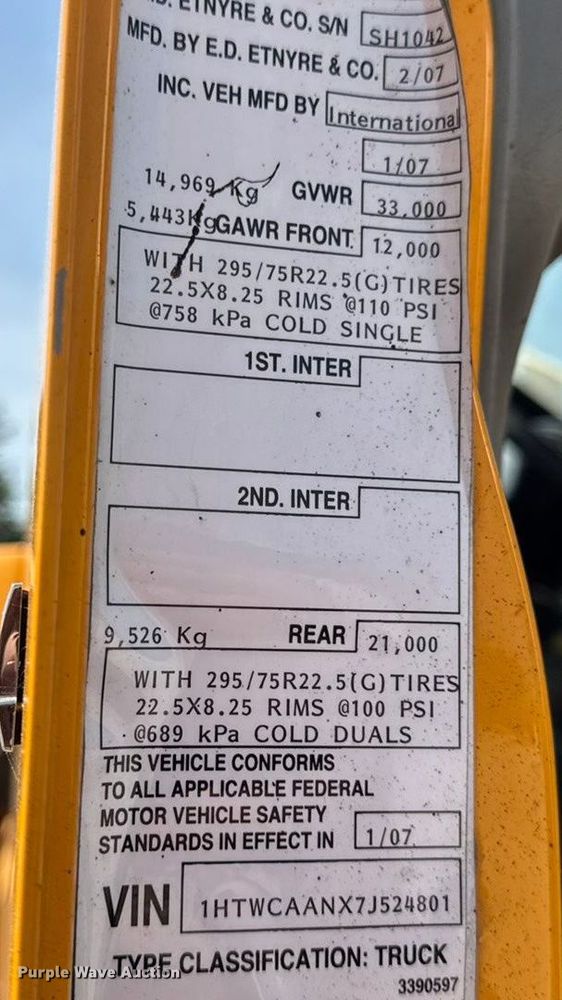 .D. ETNYRE & CO. S/N SH1042
MFD. BY E.D. ETNYRE & CO. 2/07
INC. VEH MFD BY International
1/07
14,969 Kg GVWR 33,000
5,443Kg GAWR FRONT. 12,000
WITH 295/75R22.5(G)TIRES
22.5X8.25 RIMS @110 PSI
@758 kPa COLD SINGLE
1ST. INTER
2ND. INTER
9,526 Kg REAR 21,000
WITH 295/75R22.5(G)TIRES
22.5X8.25 RIMS @100 PSI
@689 kPa COLD DUALS
THIS VEHICLE CONFORMS
TO ALL APPLICABLE FEDERAL
MOTOR VEHICLE SAFETY
STANDARDS IN EFFECT IN 1/07
VIN 1HTWCAANX7J524801
TYPE CLASSIFICATION: TRUCK
3390597
Purple Wave Auction